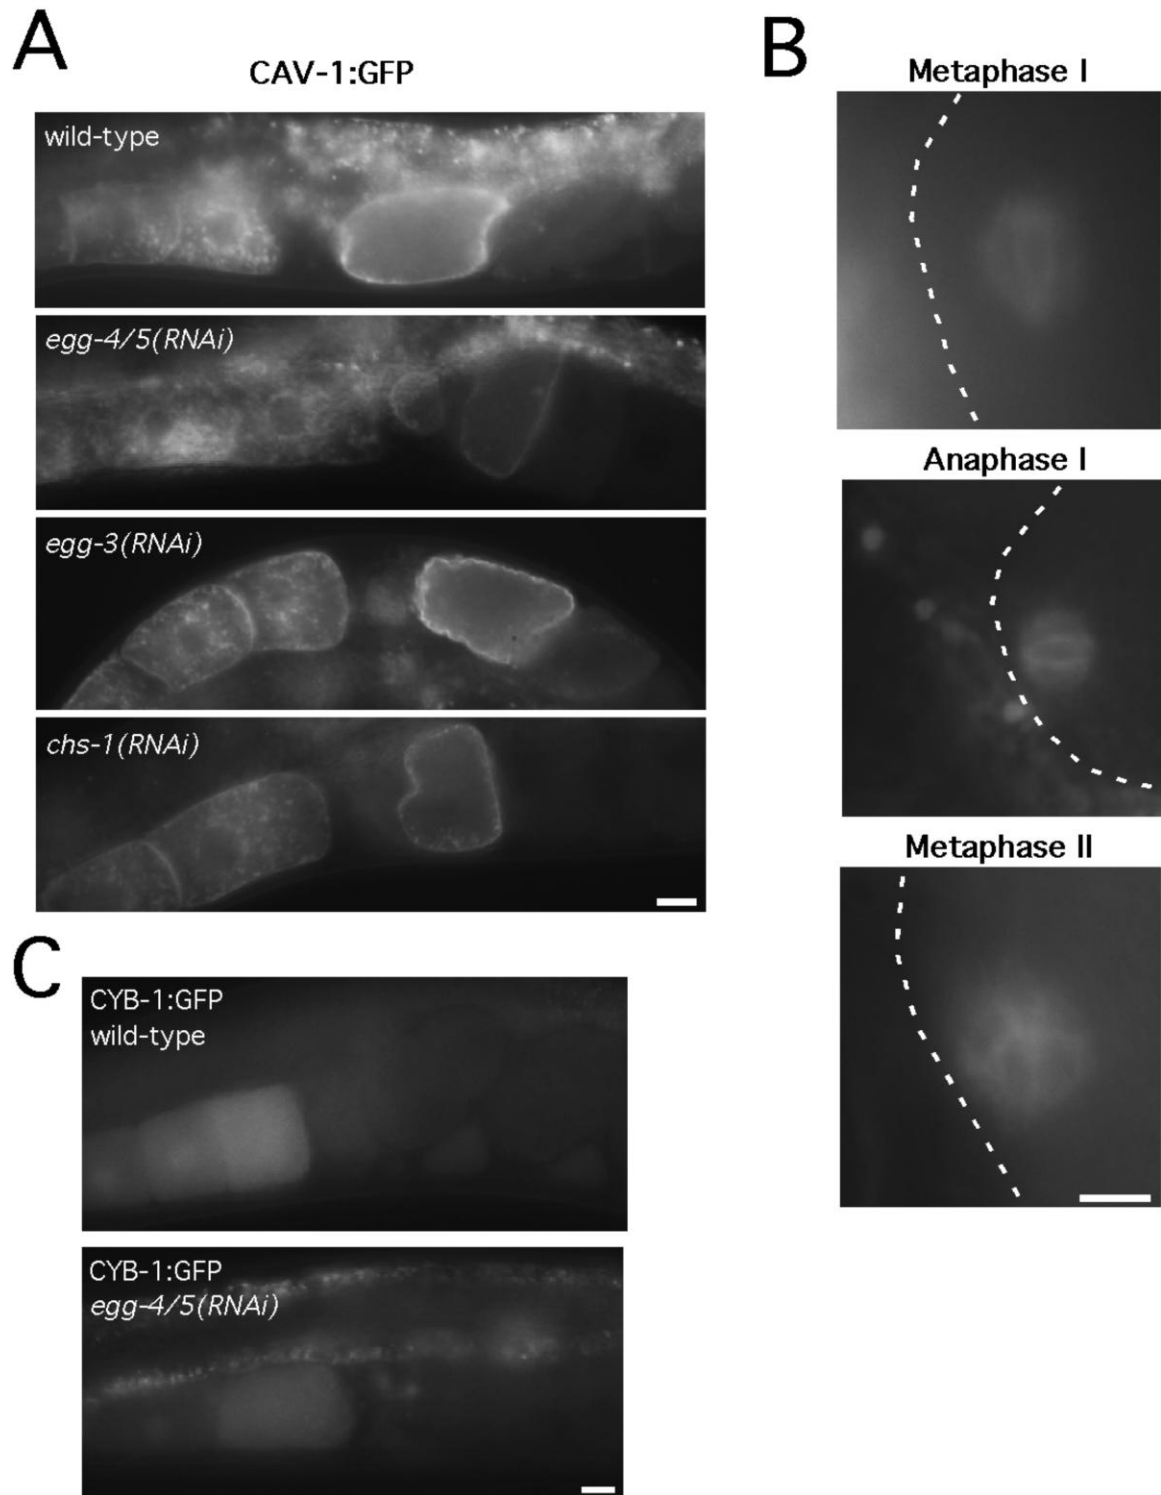 A
CAV-1:GFP
wild-type
egg-4/5(RNAi)
egg-3(RNAi)
chs-1(RNAi)
B
Metaphase I
Anaphase I
Metaphase II
C
CYB-1:GFP
wild-type
CYB-1:GFP
egg-4/5(RNAi)